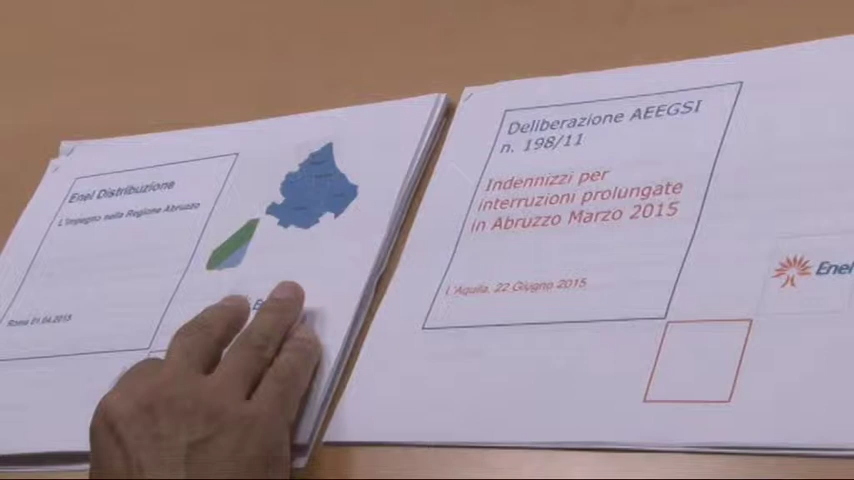 Enel Distribuzione
L'impegno nella Regione Abruzzo
Roma 01.04.2015
Deliberazione AEEGSI
n. 198/11
Indennizzi per
interruzioni prolungate
in Abruzzo Marzo 2015
L'Aquila, 22 Giugno 2015
Enel